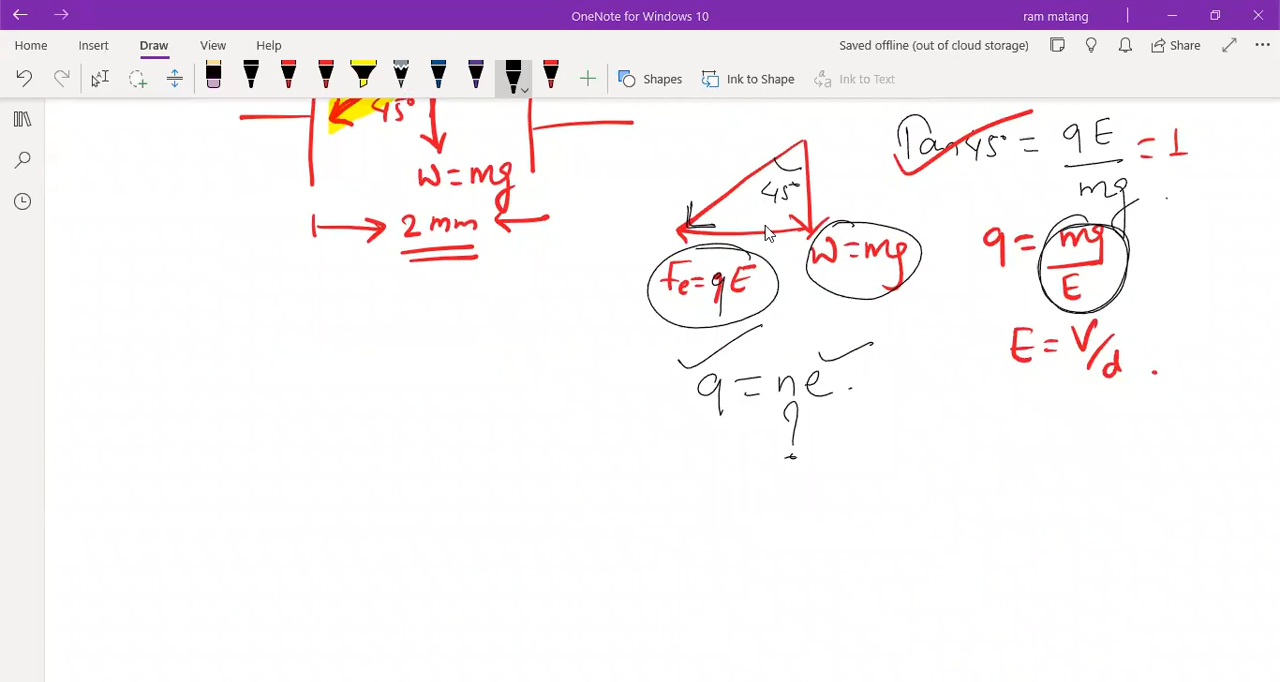 OneNote for Windows 10
ram matang
Home Insert Draw View Help
Saved offline (out of cloud storage)
Share
Shapes
Ink to Shape
Ink to Text
45°
W=mg
2 mm
45°
Fe=qE
W=mg
q=ne.
?
Tan45° = qE/mg = 1
q = mg/E
E = V/d.